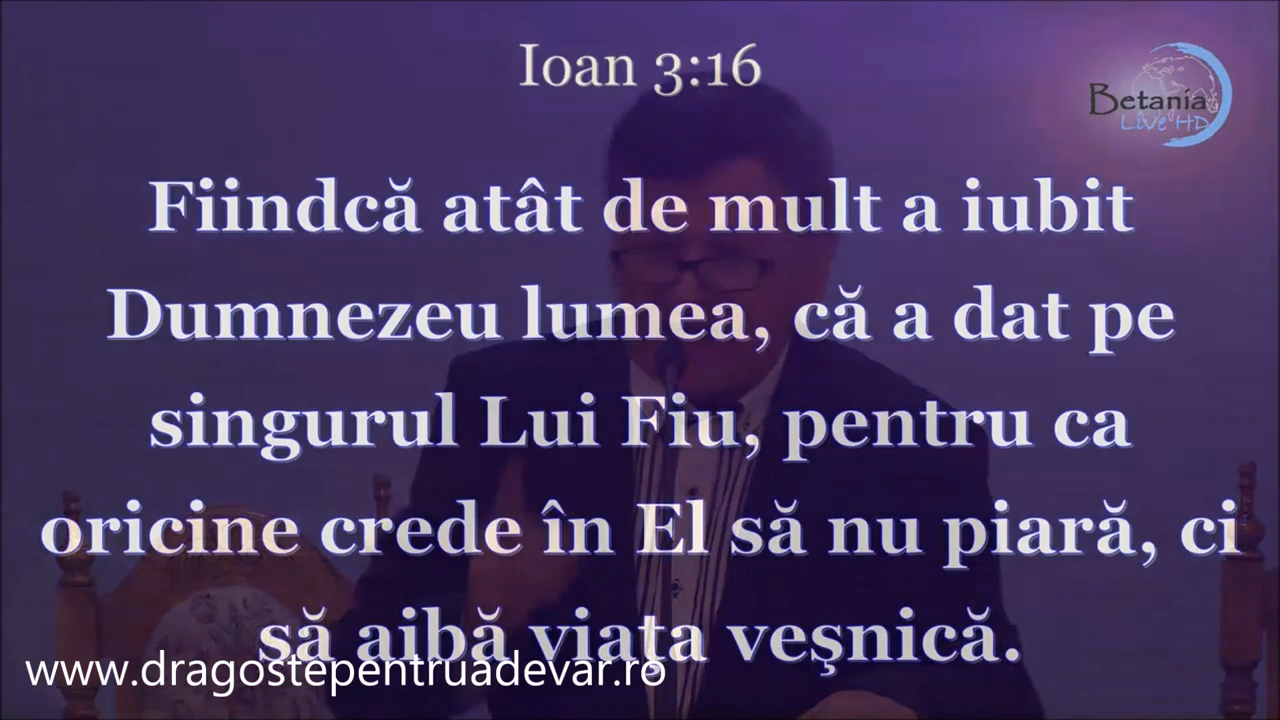 Ioan 3:16
Betania
Live HD
Fiindcă atât de mult a iubit
Dumnezeu lumea, că a dat pe
singurul Lui Fiu, pentru ca
oricine crede în El să nu piară, ci
să aibă viaţa veşnică.
www.dragostepentruadevar.ro